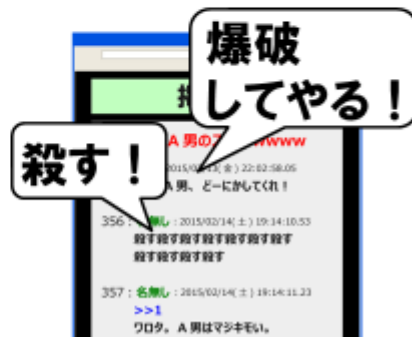 爆破
してやる！
殺す！
A 男の
wwww
2015/02/13( 金 ) 22:02:58.05
A 男、どーにかしてくれ！
356 : 名無し : 2015/02/14( 土 ) 19:14:10.53
殺す殺す殺す殺す殺す殺す
殺す殺す殺す殺す
357 : 名無し : 2015/02/14( 土 ) 19:14:11.23
>>1
ワロタ。A 男はマジキモい。